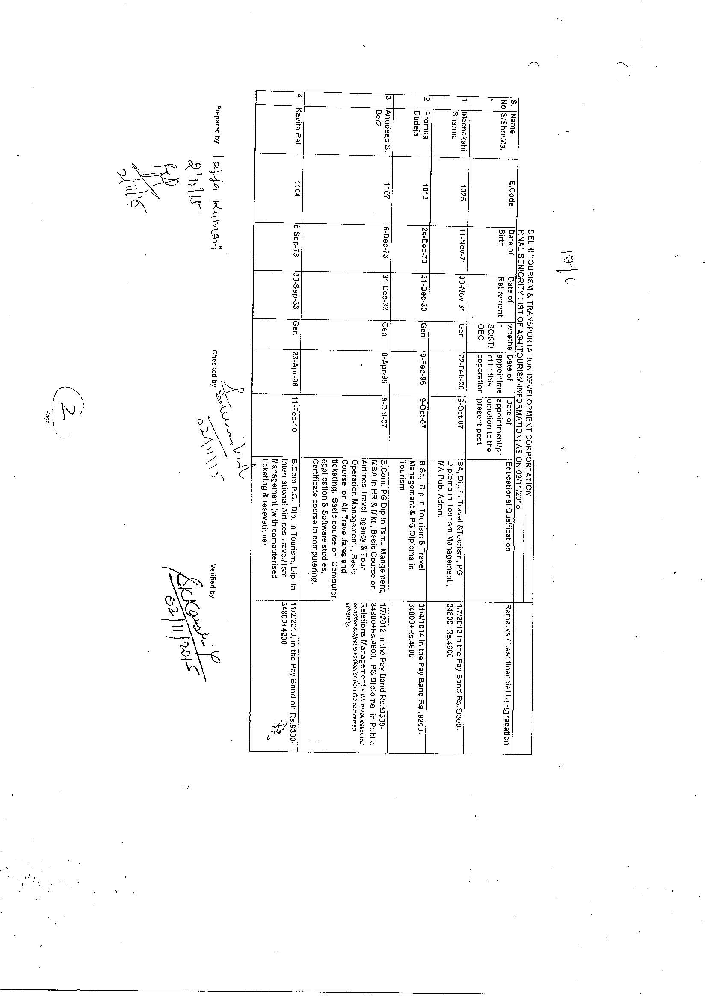 DELHI TOURISM & TRANSPORTATION DEVELOPMENT CORPORTATION
FINAL SENIORITY LIST OF AG-I(TOURISM/INFORMATION) AS ON 02/11/2015
S. No
Name S/Shri/Ms.
E.Code
Date of Birth
Date of Retirement
whethe r SC/ST/ OBC
Date of appointme nt in this coporation
Date of appointment/pr omotion to the present post
Educational Qualfication
Remarks / Last financial Up-gradation
1
Meenakshi
Sharma
1025
11-Nov-71
30-Nov-31
Gen
22-Feb-96
9-Oct-07
BA, Dip in Travel &Tourism, PG
Diploma in Tourism Management ,
MA Pub. Admn.
1/7/2012 in the Pay Band Rs.9300-
34800+Rs.4600
2
Promila
Dudeja
1013
24-Dec-70
31-Dec-30
Gen
9-Feb-96
9-Oct-07
B.Sc, Dip in Tourism & Travel
Management & PG Diploma in
Tourism
01/4/1014 in the Pay Band Rs .9300-
34800+Rs.4600
3
Anudeep S.
Bedi
1107
6-Dec-73
31-Dec-33
Gen
8-Apr-96
9-Oct-07
B.Com. PG Dip in Tsm., Mangement,
MBA in HR & Mkt., Basic Course on
Airlines Travel agency & Tour
Operation Management. , Basic
Course on Air Travel,fares and
ticketing. Basic course on Computer
application & Software studies,
Certificate course in computering.
1/7/2012 in the Pay Band Rs.9300-
34800+Rs.4600, PG Diploma in Public
Relations Management - this qualification will
be added subject to verification from the concerned
university.
4
Kavita Pal
1104
5-Sep-73
30-Sep-33
Gen
23-Apr-96
11-Feb-10
B.Com.P.G. Dip. In Tourism, Dip. In
International Airlines Travel/Tsm
Management (with computerised
ticketing & resevations)
11/2/2010, in the Pay Band of Rs.9300-
34800+4200
Prepared by Lajja Kumari
2/11/15
2/11/15
Checked by
02/11/15
Verified by
SK Kaushik
02/11/2015
2
Page 1